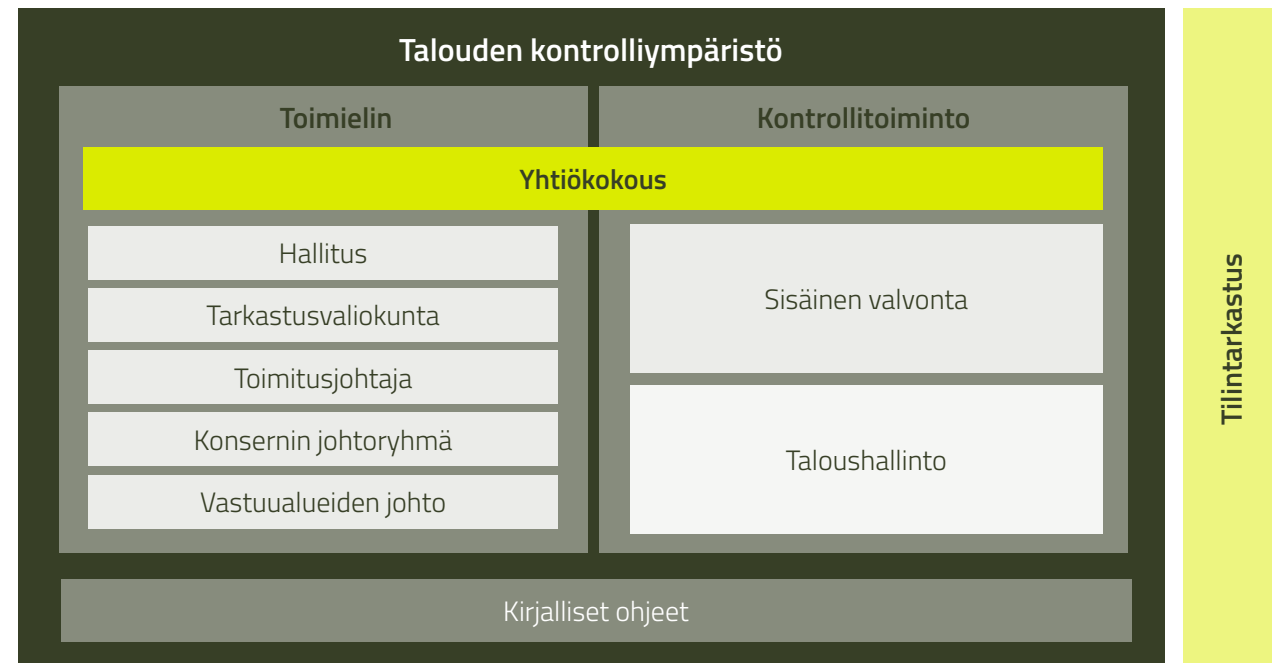 Talouden kontrolliympäristö
Toimielin
Kontrollitoiminto
Yhtiökokous
Hallitus
Tarkastusvaliokunta
Toimitusjohtaja
Konsernin johtoryhmä
Vastuualueiden johto
Sisäinen valvonta
Taloushallinto
Kirjalliset ohjeet
Tilintarkastus